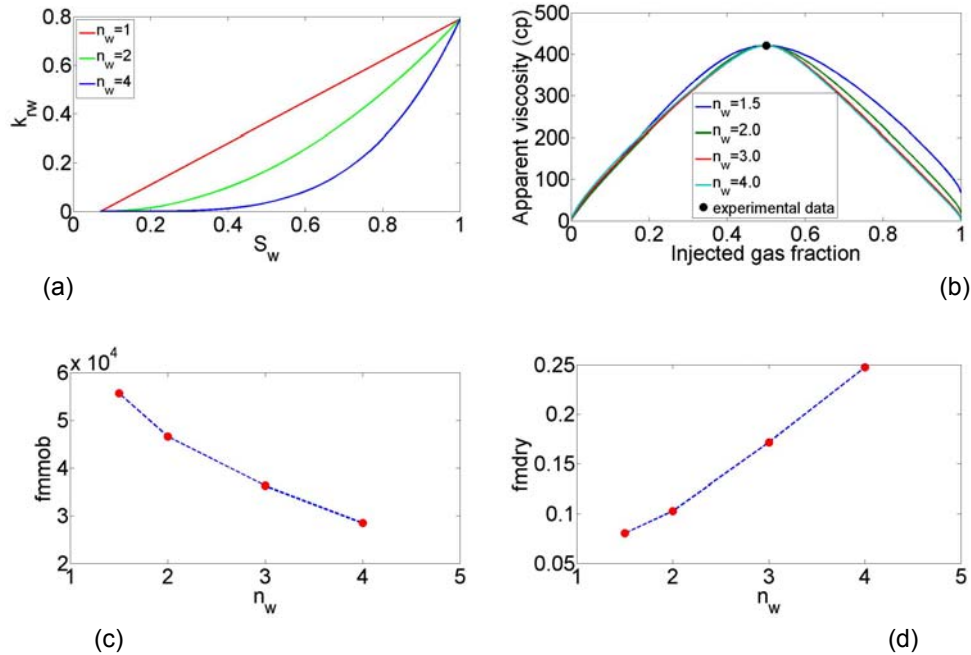 0.8
0.6
0.4
0.2
0
n_w=1
n_w=2
n_w=4
k_rw
0 0.2 0.4 0.6 0.8 1
S_w
(a)
500
400
300
200
100
0
Apparent viscosity (cp)
n_w=1.5
n_w=2.0
n_w=3.0
n_w=4.0
experimental data
0 0.2 0.4 0.6 0.8 1
Injected gas fraction
(b)
6 x 10^4
5
4
3
2
fmmob
1 2 3 4 5
n_w
(c)
0.25
0.2
0.15
0.1
0.05
fmdry
1 2 3 4 5
n_w
(d)